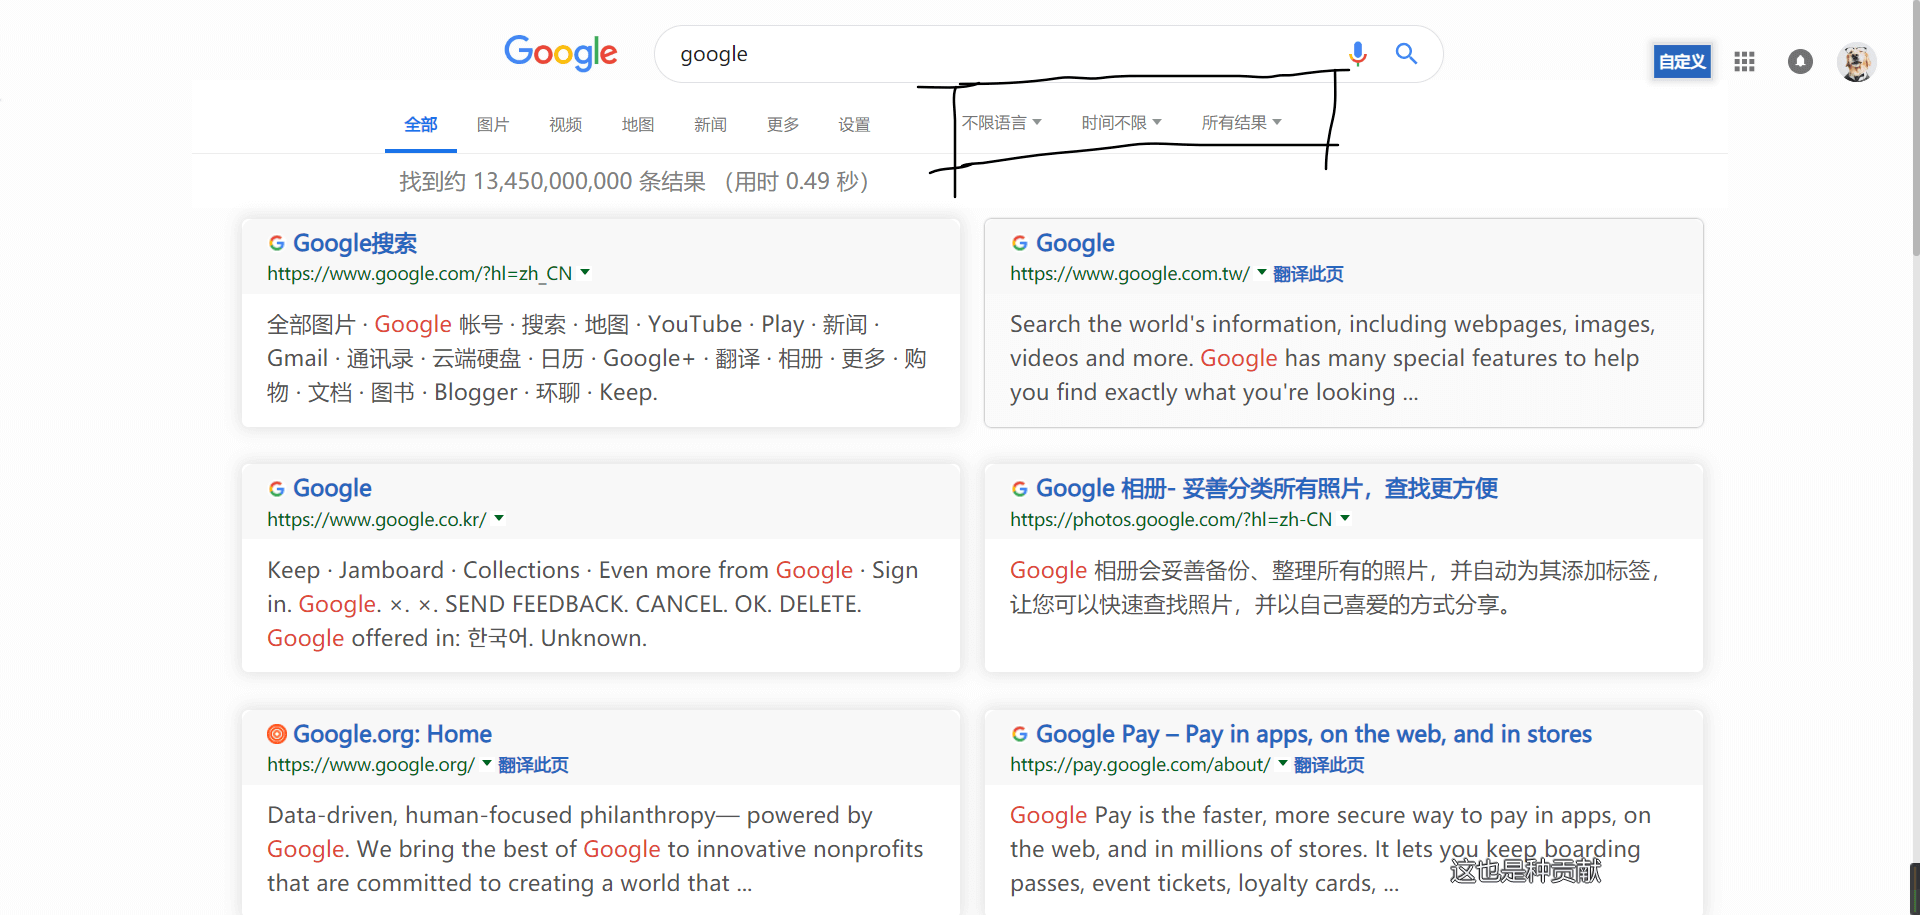 Google
google
自定义
全部 图片 视频 地图 新闻 更多 设置 不限语言 时间不限 所有结果
找到约 13,450,000,000 条结果 （用时 0.49 秒）
Google搜索
https://www.google.com/?hl=zh_CN
全部图片 · Google 帐号 · 搜索 · 地图 · YouTube · Play · 新闻 ·
Gmail · 通讯录 · 云端硬盘 · 日历 · Google+ · 翻译 · 相册 · 更多 · 购
物 · 文档 · 图书 · Blogger · 环聊 · Keep.
Google
https://www.google.com.tw/ 翻译此页
Search the world's information, including webpages, images,
videos and more. Google has many special features to help
you find exactly what you're looking ...
Google
https://www.google.co.kr/
Keep · Jamboard · Collections · Even more from Google · Sign
in. Google. ×. ×. SEND FEEDBACK. CANCEL. OK. DELETE.
Google offered in: 한국어. Unknown.
Google 相册- 妥善分类所有照片，查找更方便
https://photos.google.com/?hl=zh-CN
Google 相册会妥善备份、整理所有的照片，并自动为其添加标签，
让您可以快速查找照片，并以自己喜爱的方式分享。
Google.org: Home
https://www.google.org/ 翻译此页
Data-driven, human-focused philanthropy— powered by
Google. We bring the best of Google to innovative nonprofits
that are committed to creating a world that ...
Google Pay – Pay in apps, on the web, and in stores
https://pay.google.com/about/ 翻译此页
Google Pay is the faster, more secure way to pay in apps, on
the web, and in millions of stores. It lets you keep boarding
passes, event tickets, loyalty cards, ...
这也是种贡献